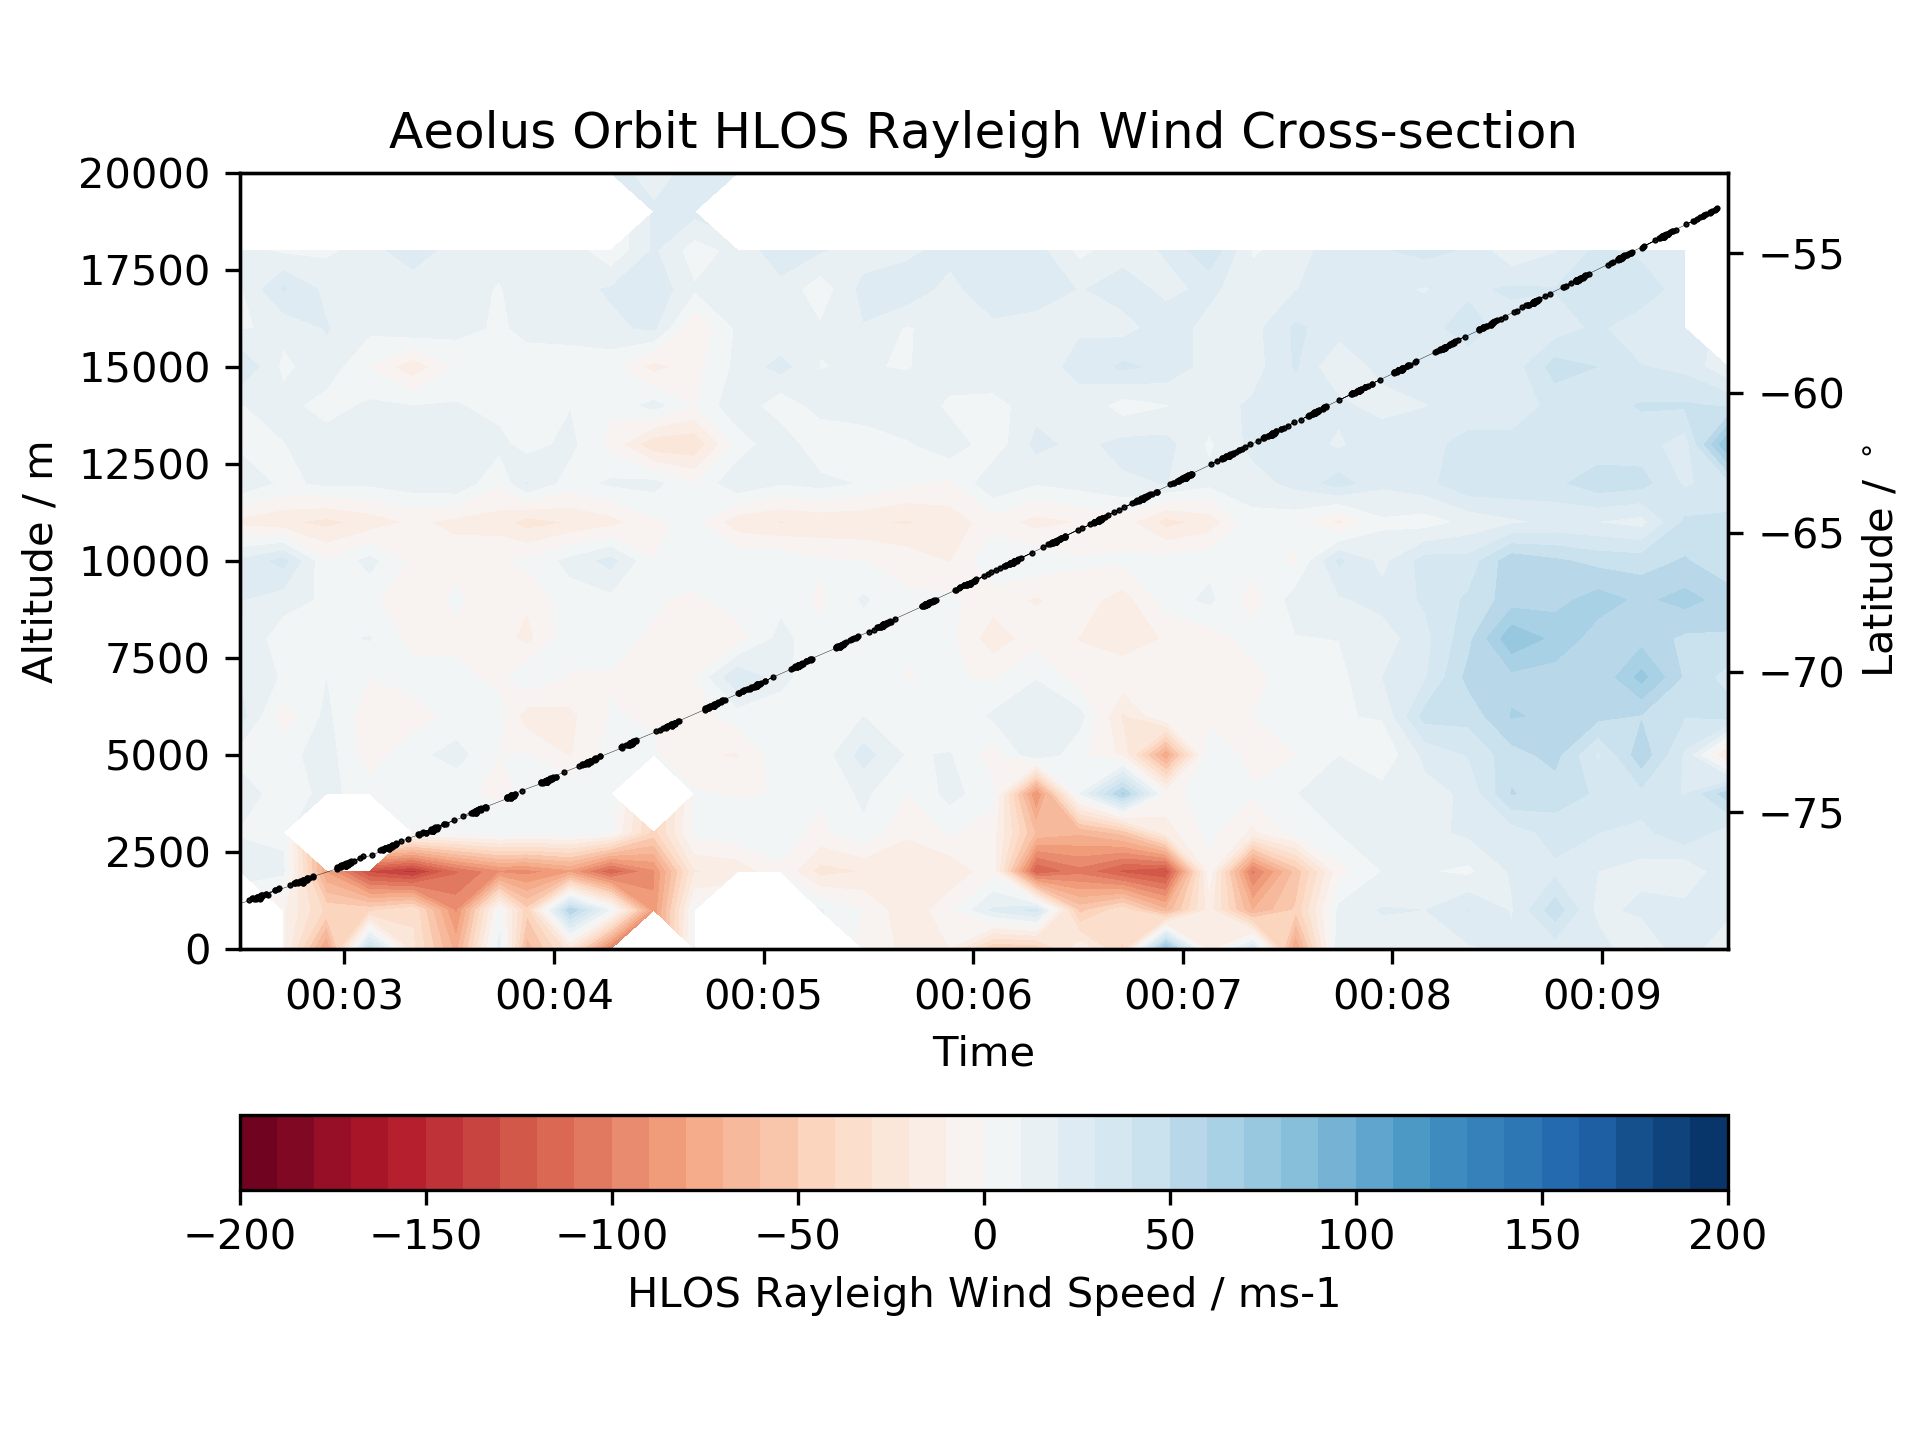 Aeolus Orbit HLOS Rayleigh Wind Cross-section
20000
17500
15000
12500
10000
7500
5000
2500
0
Altitude / m
−55
−60
−65
−70
−75
Latitude / °
00:03 00:04 00:05 00:06 00:07 00:08 00:09
Time
−200 −150 −100 −50 0 50 100 150 200
HLOS Rayleigh Wind Speed / ms-1